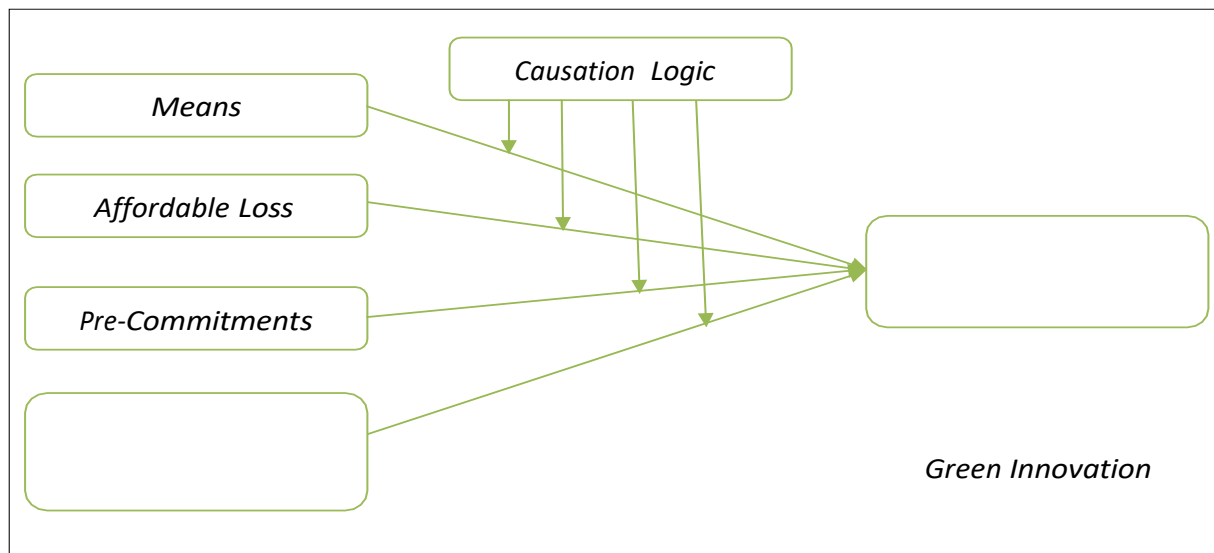 Causation Logic
Means
Affordable Loss
Pre-Commitments
Green Innovation